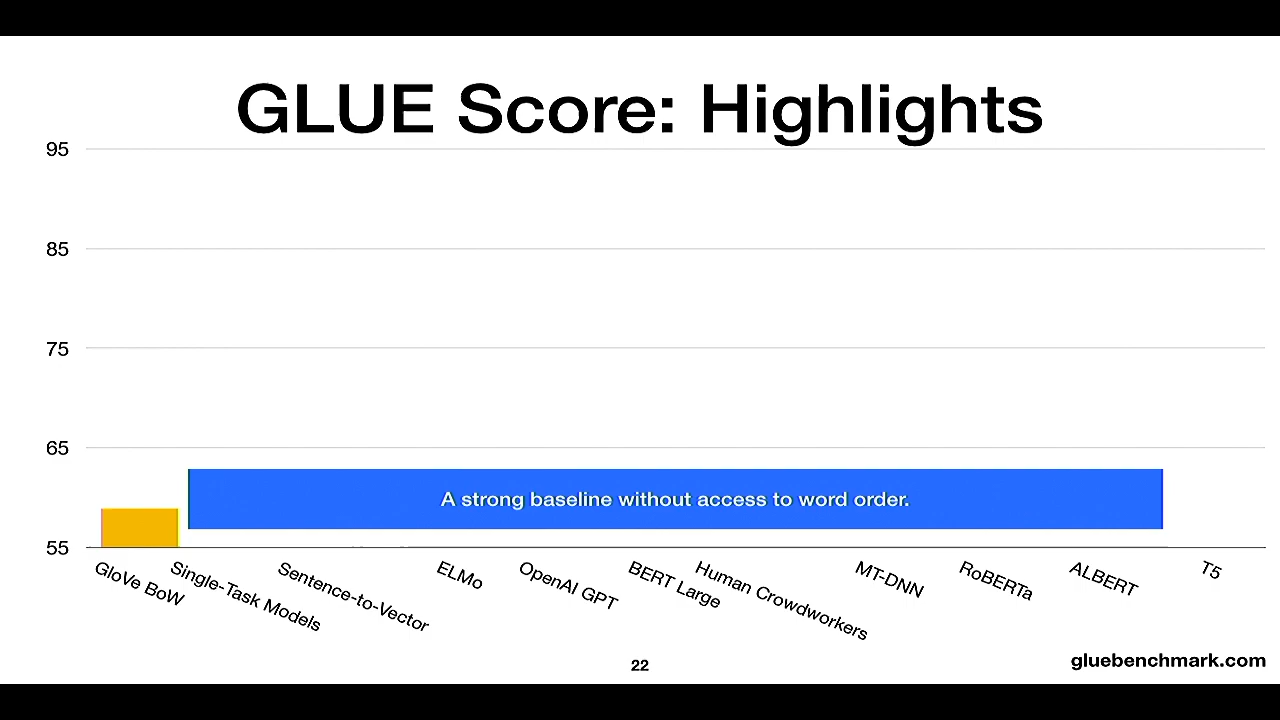 GLUE Score: Highlights
95
85
75
65
A strong baseline without access to word order.
55
GloVe BoW
Single-Task Models
Sentence-to-Vector
ELMo
OpenAI GPT
BERT Large
Human Crowdworkers
MT-DNN
RoBERTa
ALBERT
T5
22
gluebenchmark.com